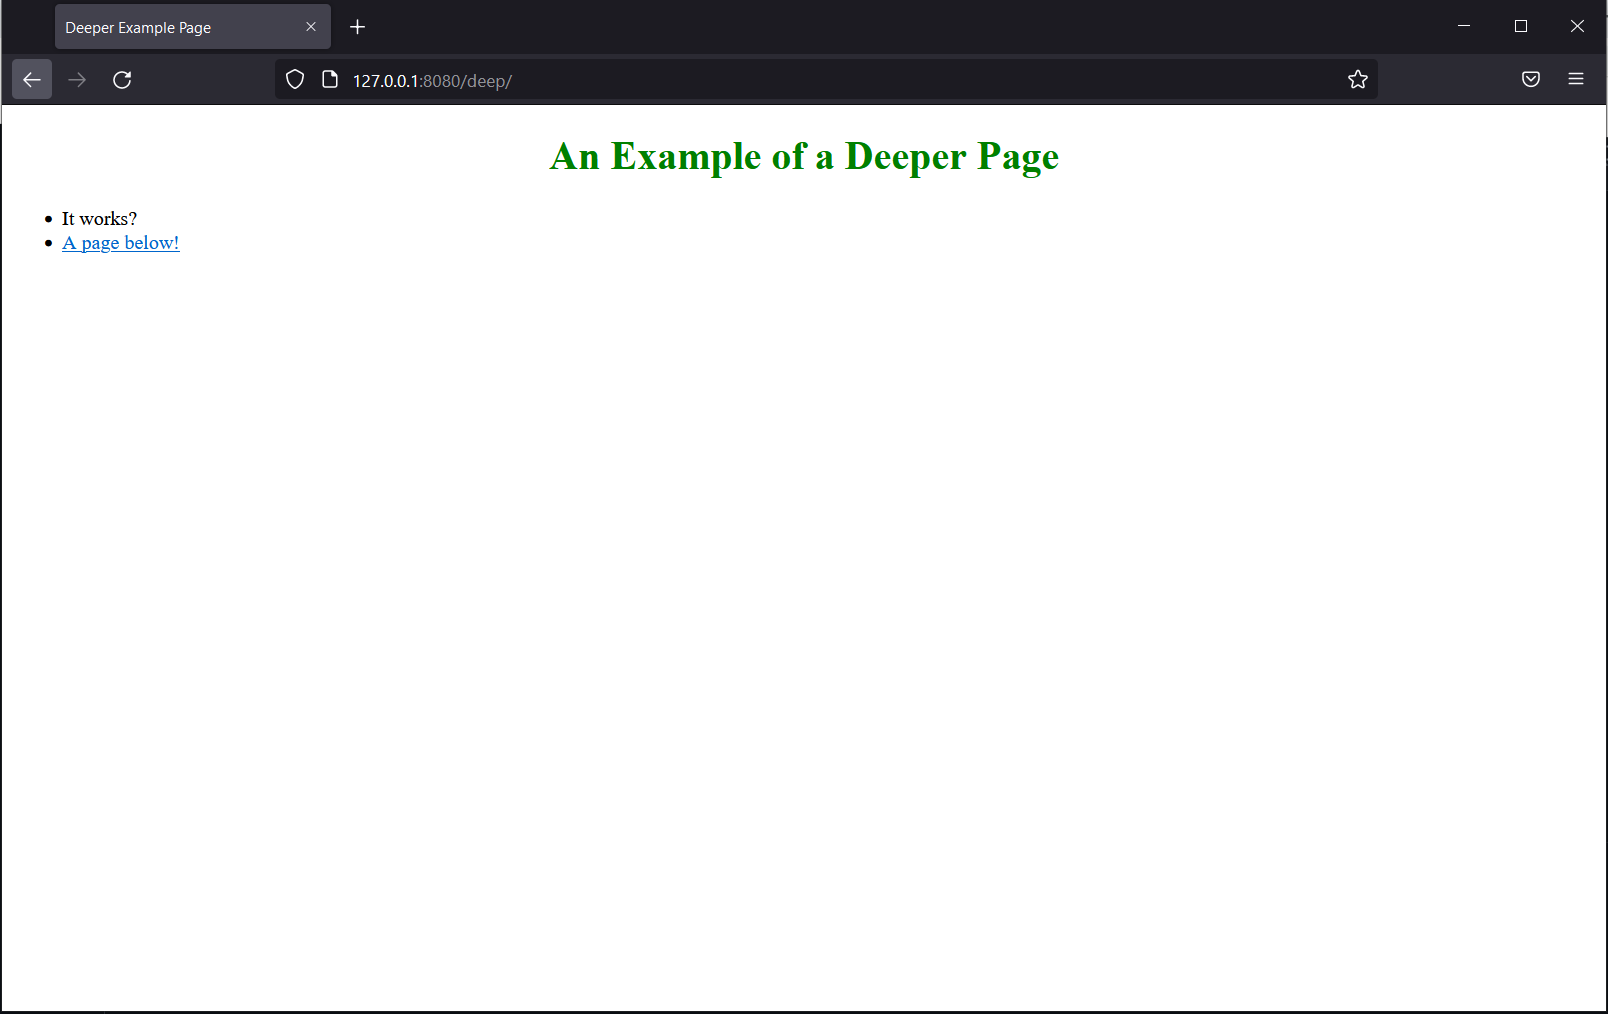 Deeper Example Page
127.0.0.1:8080/deep/
An Example of a Deeper Page
It works?
A page below!